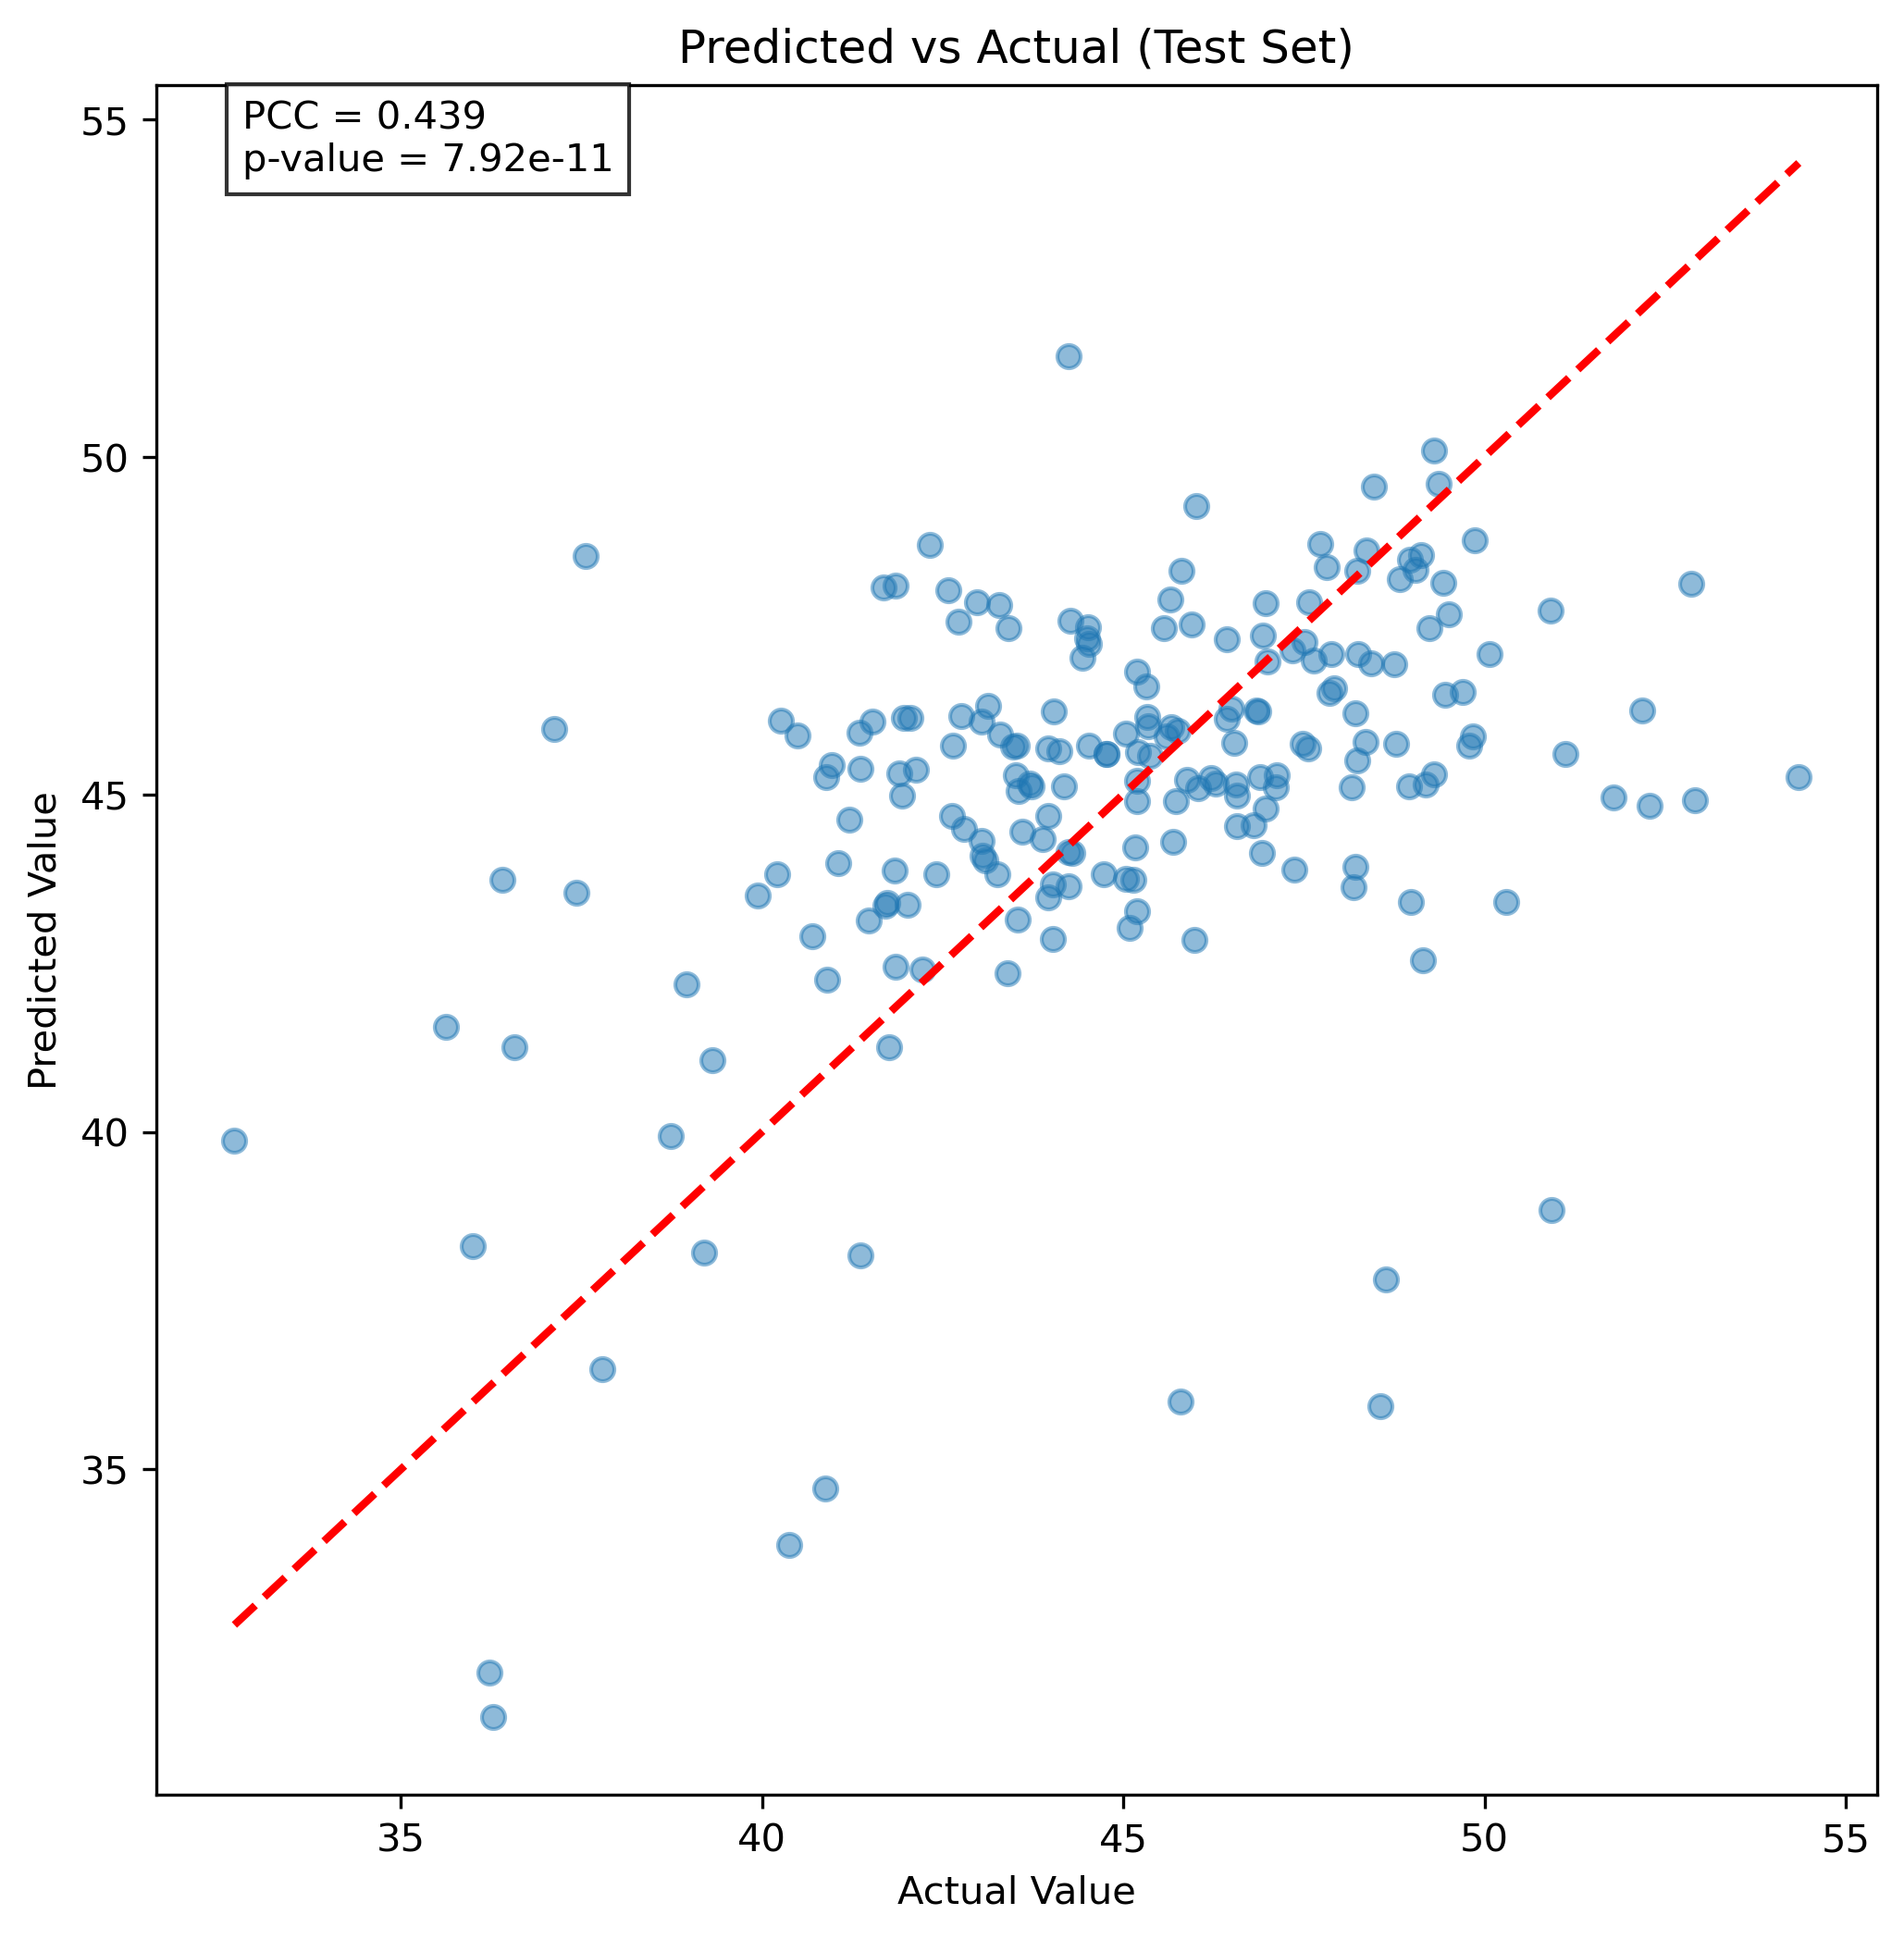 Predicted vs Actual (Test Set)
PCC = 0.439
p-value = 7.92e-11
55
50
45
40
35
Predicted Value
35
40
45
50
55
Actual Value